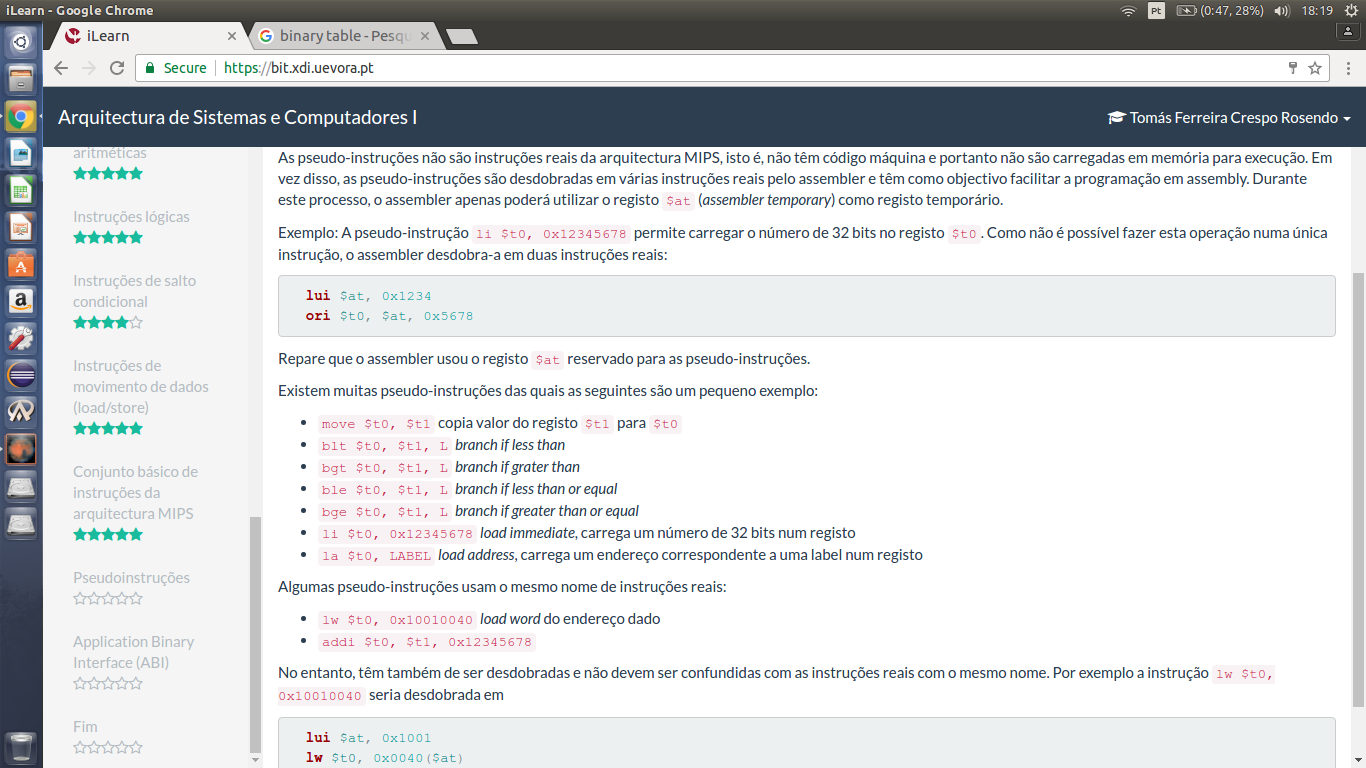 iLearn - Google Chrome
Pt
(0:47, 28%)
18:19
iLearn
binary table - Pesqu
Secure
https://bit.xdi.uevora.pt
Arquitectura de Sistemas e Computadores I
Tomás Ferreira Crespo Rosendo
aritméticas
Instruções lógicas
Instruções de salto
condicional
Instruções de
movimento de dados
(load/store)
Conjunto básico de
instruções da
arquitectura MIPS
Pseudoinstruções
Application Binary
Interface (ABI)
Fim
As pseudo-instruções não são instruções reais da arquitectura MIPS, isto é, não têm código máquina e portanto não são carregadas em memória para execução. Em
vez disso, as pseudo-instruções são desdobradas em várias instruções reais pelo assembler e têm como objectivo facilitar a programação em assembly. Durante
este processo, o assembler apenas poderá utilizar o registo $at (assembler temporary) como registo temporário.
Exemplo: A pseudo-instrução li $t0, 0x12345678 permite carregar o número de 32 bits no registo $t0. Como não é possível fazer esta operação numa única
instrução, o assembler desdobra-a em duas instruções reais:
lui $at, 0x1234
ori $t0, $at, 0x5678
Repare que o assembler usou o registo $at reservado para as pseudo-instruções.
Existem muitas pseudo-instruções das quais as seguintes são um pequeno exemplo:
• move $t0, $t1 copia valor do registo $t1 para $t0
• blt $t0, $t1, L branch if less than
• bgt $t0, $t1, L branch if grater than
• ble $t0, $t1, L branch if less than or equal
• bge $t0, $t1, L branch if greater than or equal
• li $t0, 0x12345678 load immediate, carrega um número de 32 bits num registo
• la $t0, LABEL load address, carrega um endereço correspondente a uma label num registo
Algumas pseudo-instruções usam o mesmo nome de instruções reais:
• lw $t0, 0x10010040 load word do endereço dado
• addi $t0, $t1, 0x12345678
No entanto, têm também de ser desdobradas e não devem ser confundidas com as instruções reais com o mesmo nome. Por exemplo a instrução lw $t0,
0x10010040 seria desdobrada em
lui $at, 0x1001
lw $t0, 0x0040($at)